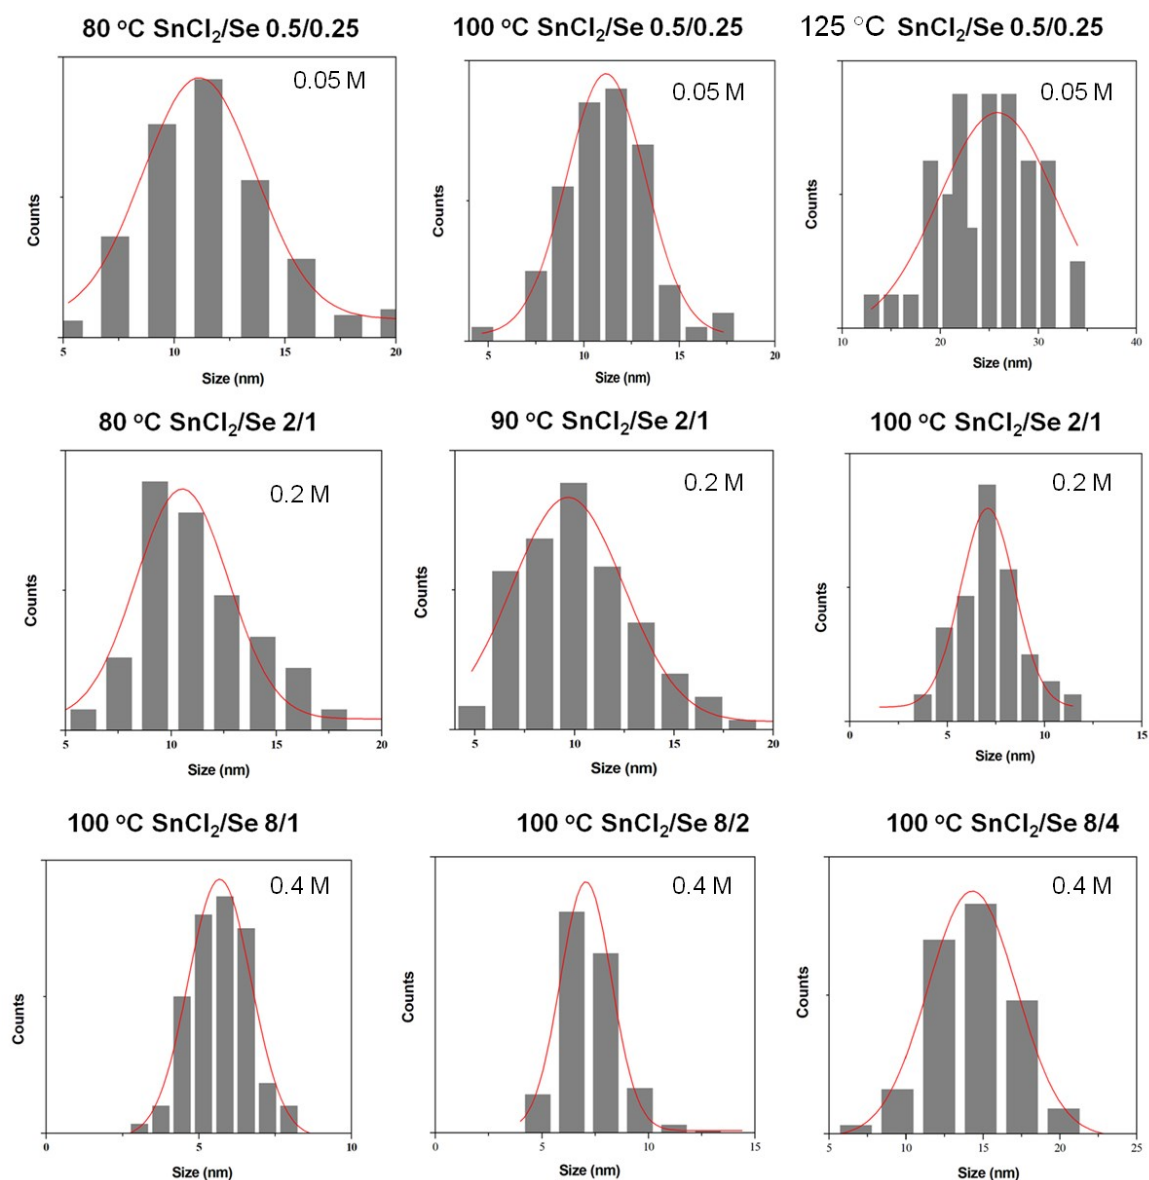 80 °C SnCl₂/Se 0.5/0.25
100 °C SnCl₂/Se 0.5/0.25
125 °C SnCl₂/Se 0.5/0.25
0.05 M
0.05 M
0.05 M
Counts
Counts
Counts
5 10 15 20
5 10 15 20
10 20 30 40
Size (nm)
Size (nm)
Size (nm)
80 °C SnCl₂/Se 2/1
90 °C SnCl₂/Se 2/1
100 °C SnCl₂/Se 2/1
0.2 M
0.2 M
0.2 M
Counts
Counts
Counts
5 10 15 20
5 10 15 20
0 5 10 15
Size (nm)
Size (nm)
Size (nm)
100 °C SnCl₂/Se 8/1
100 °C SnCl₂/Se 8/2
100 °C SnCl₂/Se 8/4
0.4 M
0.4 M
0.4 M
Counts
Counts
Counts
0 5 10
0 5 10 15
5 10 15 20 25
Size (nm)
Size (nm)
Size (nm)